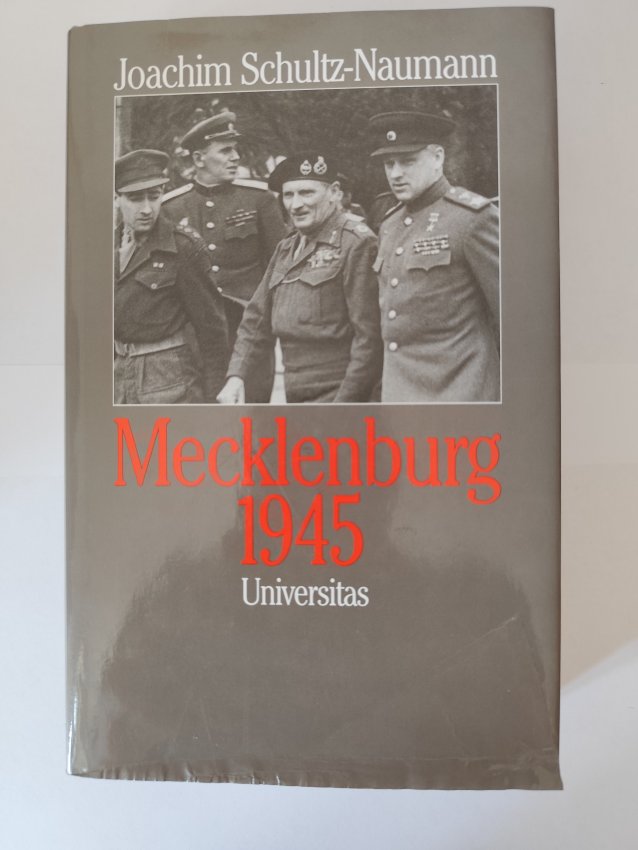 Joachim Schultz-Naumann
Mecklenburg
1945
Universitas